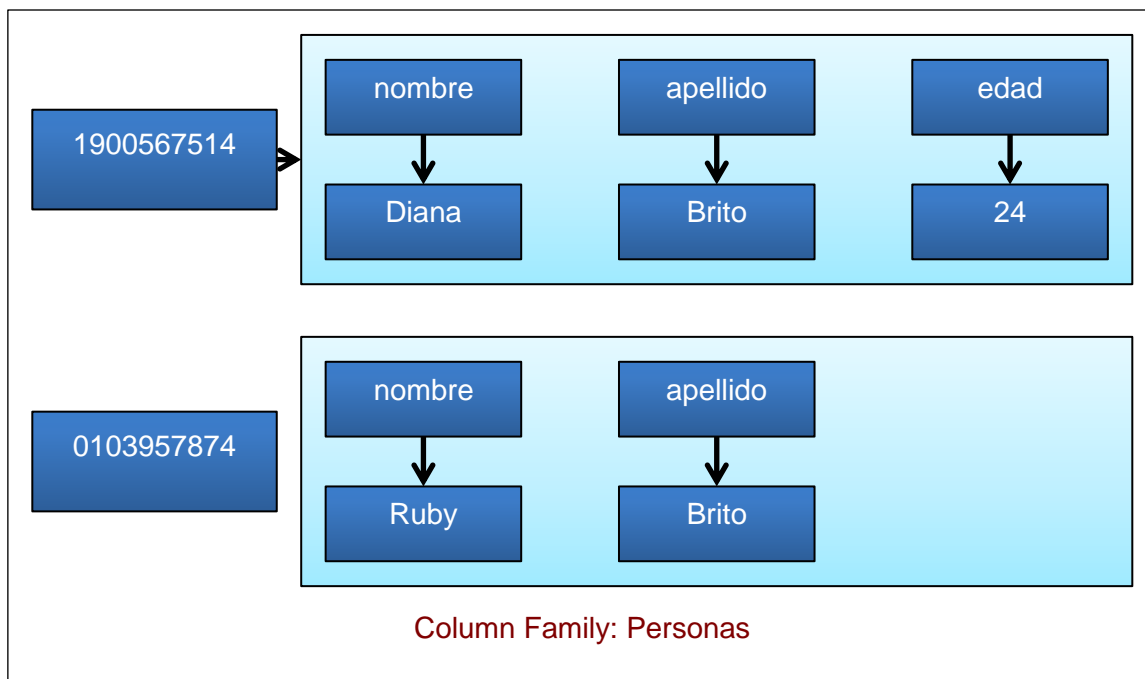 nombre apellido edad
1900567514
Diana Brito 24
nombre apellido
0103957874
Ruby Brito
Column Family: Personas